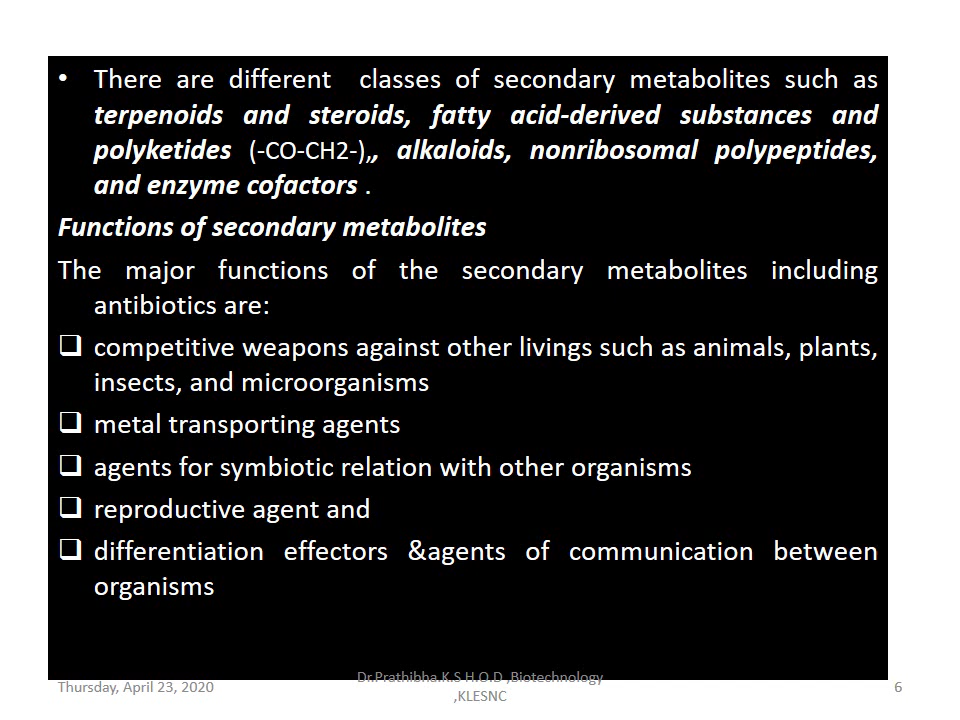 • There are different classes of secondary metabolites such as
terpenoids and steroids, fatty acid-derived substances and
polyketides (-CO-CH2-),, alkaloids, nonribosomal polypeptides,
and enzyme cofactors .
Functions of secondary metabolites
The major functions of the secondary metabolites including
antibiotics are:
❑ competitive weapons against other livings such as animals, plants,
insects, and microorganisms
❑ metal transporting agents
❑ agents for symbiotic relation with other organisms
❑ reproductive agent and
❑ differentiation effectors &agents of communication between
organisms
Thursday, April 23, 2020
Dr.Prathibha.K.S H.O.D ,Biotechnology
,KLESNC
6